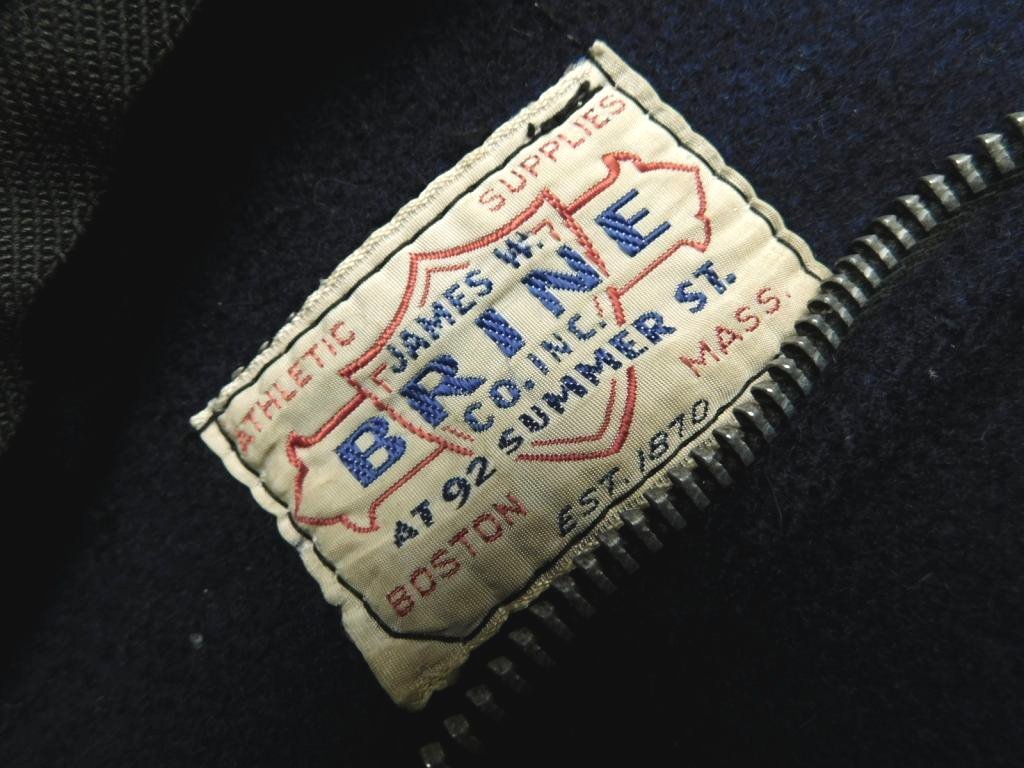 ATHLETIC SUPPLIES
JAMES W.
BRINE
CO. INC.
AT 92 SUMMER ST.
BOSTON MASS.
EST. 1870